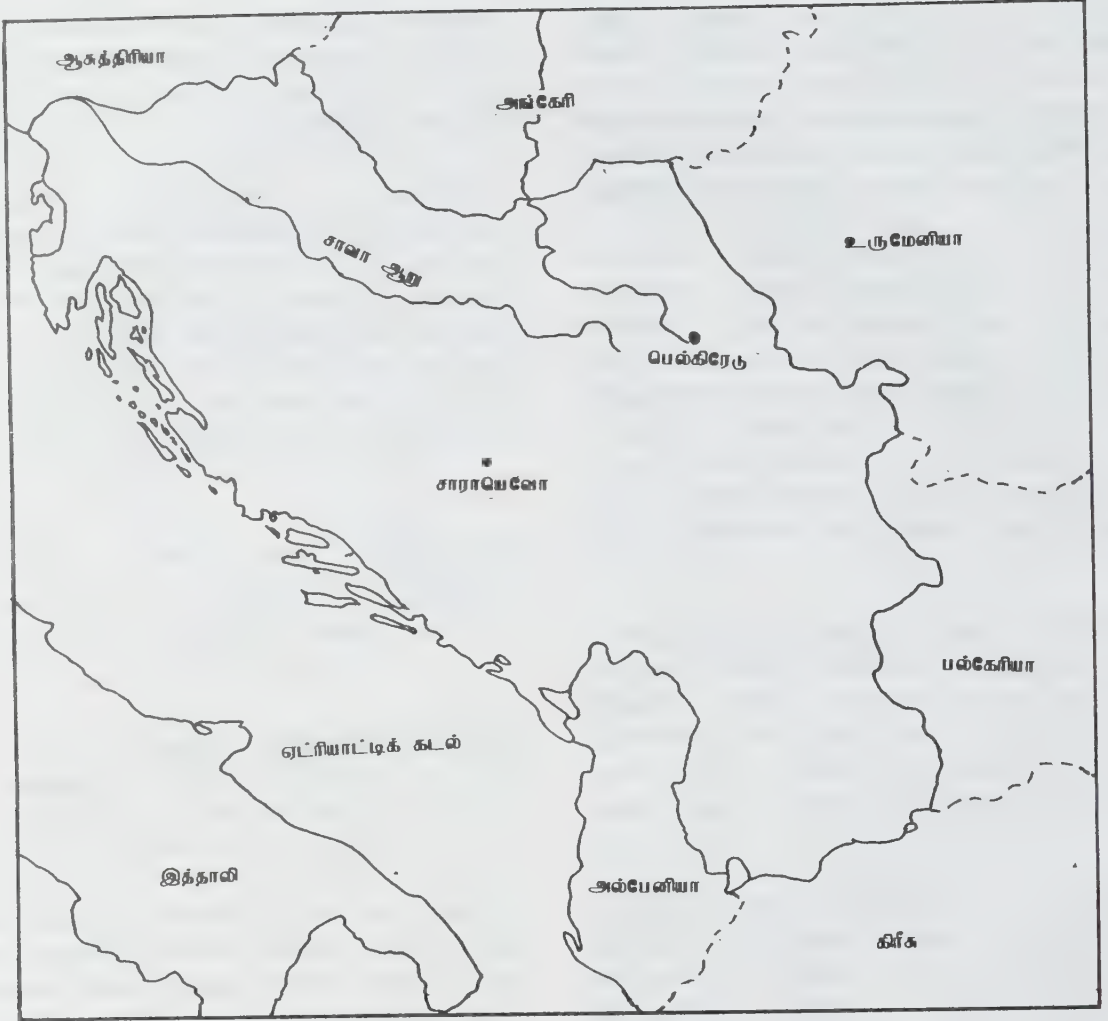 ஆசுத்திரியா
அங்கேரி
உருமேனியா
சாவா ஆறு
பெல்கிரேடு
சாராயெவோ
பல்கேரியா
ஏட்ரியாட்டிக் கடல்
இத்தாலி
அல்பேனியா
கிரீசு